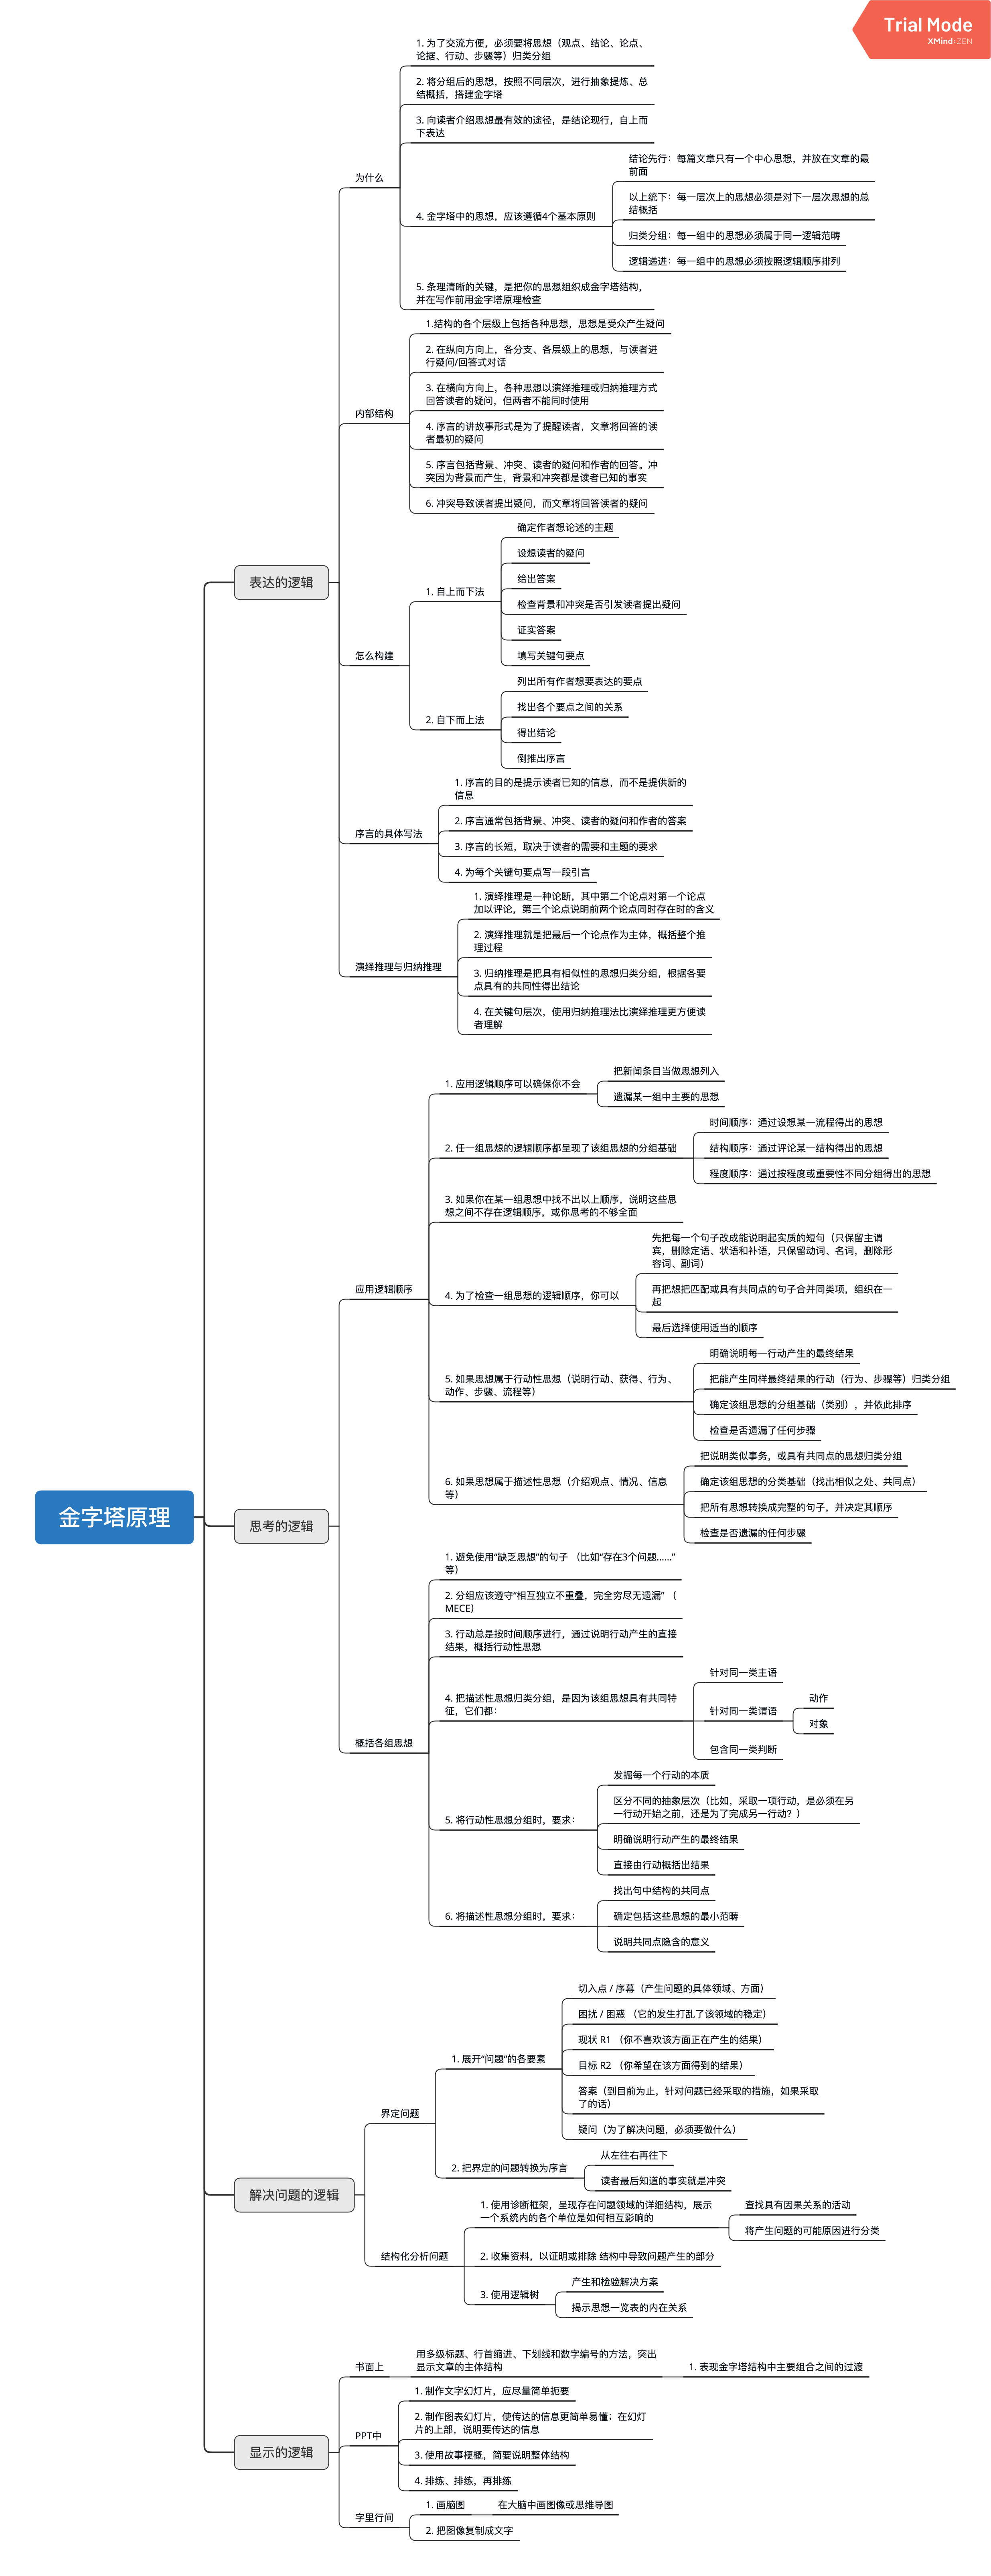 Trial Mode
XMind:ZEN
金字塔原理
表达的逻辑
为什么
1. 为了交流方便，必须要将思想（观点、结论、论点、
论据、行动、步骤等）归类分组
2. 将分组后的思想，按照不同层次，进行抽象提炼、总
结概括，搭建金字塔
3. 向读者介绍思想最有效的途径，是结论现行，自上而
下表达
4. 金字塔中的思想，应该遵循4个基本原则
结论先行：每篇文章只有一个中心思想，并放在文章的最
前面
以上统下：每一层次上的思想必须是对下一层次思想的总
结概括
归类分组：每一组中的思想必须属于同一逻辑范畴
逻辑递进：每一组中的思想必须按照逻辑顺序排列
5. 条理清晰的关键，是把你的思想组织成金字塔结构，
并在写作前用金字塔原理检查
内部结构
1.结构的各个层级上包括各种思想，思想是受众产生疑问
2. 在纵向方向上，各分支、各层级上的思想，与读者进
行疑问/回答式对话
3. 在横向方向上，各种思想以演绎推理或归纳推理方式
回答读者的疑问，但两者不能同时使用
4. 序言的讲故事形式是为了提醒读者，文章将回答的读
者最初的疑问
5. 序言包括背景、冲突、读者的疑问和作者的回答。冲
突因为背景而产生，背景和冲突都是读者已知的事实
6. 冲突导致读者提出疑问，而文章将回答读者的疑问
怎么构建
1. 自上而下法
确定作者想论述的主题
设想读者的疑问
给出答案
检查背景和冲突是否引发读者提出疑问
证实答案
填写关键句要点
2. 自下而上法
列出所有作者想要表达的要点
找出各个要点之间的关系
得出结论
倒推出序言
序言的具体写法
1. 序言的目的是提示读者已知的信息，而不是提供新的
信息
2. 序言通常包括背景、冲突、读者的疑问和作者的答案
3. 序言的长短，取决于读者的需要和主题的要求
4. 为每个关键句要点写一段引言
演绎推理与归纳推理
1. 演绎推理是一种论断，其中第二个论点对第一个论点
加以评论，第三个论点说明前两个论点同时存在时的含义
2. 演绎推理就是把最后一个论点作为主体，概括整个推
理过程
3. 归纳推理是把具有相似性的思想归类分组，根据各要
点具有的共同性得出结论
4. 在关键句层次，使用归纳推理法比演绎推理更方便读
者理解
思考的逻辑
应用逻辑顺序
1. 应用逻辑顺序可以确保你不会
把新闻条目当做思想列入
遗漏某一组中主要的思想
2. 任一组思想的逻辑顺序都呈现了该组思想的分组基础
时间顺序：通过设想某一流程得出的思想
结构顺序：通过评论某一结构得出的思想
程度顺序：通过按程度或重要性不同分组得出的思想
3. 如果你在某一组思想中找不出以上顺序，说明这些思
想之间不存在逻辑顺序，或你思考的不够全面
4. 为了检查一组思想的逻辑顺序，你可以
先把每一个句子改成能说明起实质的短句（只保留主谓
宾，删除定语、状语和补语，只保留动词、名词，删除形
容词、副词）
再把想把匹配或具有共同点的句子合并同类项，组织在一
起
最后选择使用适当的顺序
5. 如果思想属于行动性思想（说明行动、获得、行为、
动作、步骤、流程等）
明确说明每一行动产生的最终结果
把能产生同样最终结果的行动（行为、步骤等）归类分组
确定该组思想的分组基础（类别），并依此排序
检查是否遗漏了任何步骤
6. 如果思想属于描述性思想（介绍观点、情况、信息
等）
把说明类似事务，或具有共同点的思想归类分组
确定该组思想的分类基础（找出相似之处、共同点）
把所有思想转换成完整的句子，并决定其顺序
检查是否遗漏的任何步骤
概括各组思想
1. 避免使用“缺乏思想”的句子 （比如“存在3个问题……”
等）
2. 分组应该遵守“相互独立不重叠，完全穷尽无遗漏” （
MECE）
3. 行动总是按时间顺序进行，通过说明行动产生的直接
结果，概括行动性思想
4. 把描述性思想归类分组，是因为该组思想具有共同特
征，它们都：
针对同一类主语
针对同一类谓语
动作
对象
包含同一类判断
5. 将行动性思想分组时，要求：
发掘每一个行动的本质
区分不同的抽象层次（比如，采取一项行动，是必须在另
一行动开始之前，还是为了完成另一行动？）
明确说明行动产生的最终结果
直接由行动概括出结果
6. 将描述性思想分组时，要求：
找出句中结构的共同点
确定包括这些思想的最小范畴
说明共同点隐含的意义
解决问题的逻辑
界定问题
1. 展开“问题”的各要素
切入点 / 序幕（产生问题的具体领域、方面）
困扰 / 困惑 （它的发生打乱了该领域的稳定）
现状 R1 （你不喜欢该方面正在产生的结果）
目标 R2 （你希望在该方面得到的结果）
答案（到目前为止，针对问题已经采取的措施，如果采取
了的话）
疑问（为了解决问题，必须要做什么）
2. 把界定的问题转换为序言
从左往右再往下
读者最后知道的事实就是冲突
结构化分析问题
1. 使用诊断框架，呈现存在问题领域的详细结构，展示
一个系统内的各个单位是如何相互影响的
查找具有因果关系的活动
将产生问题的可能原因进行分类
2. 收集资料，以证明或排除 结构中导致问题产生的部分
3. 使用逻辑树
产生和检验解决方案
揭示思想一览表的内在关系
显示的逻辑
书面上
用多级标题、行首缩进、下划线和数字编号的方法，突出
显示文章的主体结构
1. 表现金字塔结构中主要组合之间的过渡
PPT中
1. 制作文字幻灯片，应尽量简单扼要
2. 制作图表幻灯片，使传达的信息更简单易懂；在幻灯
片的上部，说明要传达的信息
3. 使用故事梗概，简要说明整体结构
4. 排练、排练，再排练
字里行间
1. 画脑图
在大脑中画图像或思维导图
2. 把图像复制成文字